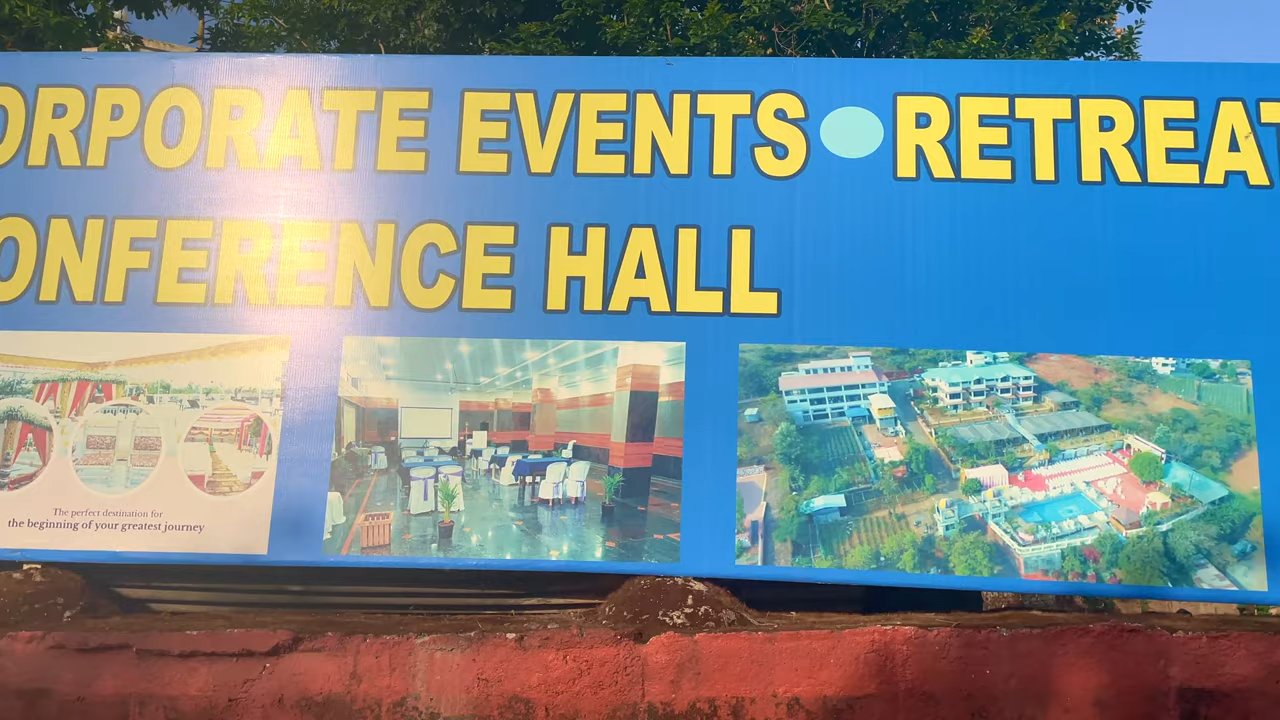 ORPORATE EVENTS • RETREAT
ONFERENCE HALL
The perfect destination for
the beginning of your greatest journey